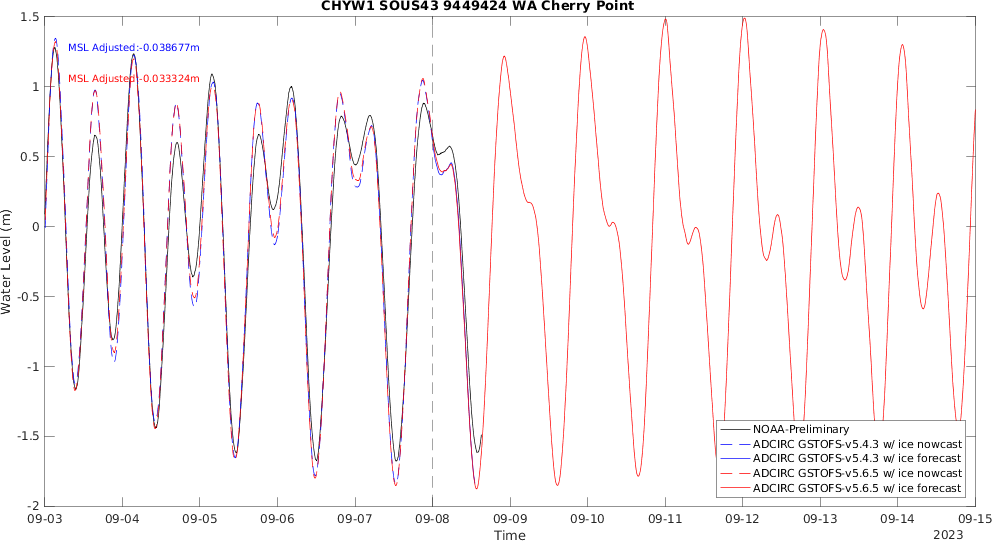 CHYW1 SOUS43 9449424 WA Cherry Point
MSL Adjusted:-0.038677m
MSL Adjusted:-0.033324m
Water Level (m)
1.5
1
0.5
0
-0.5
-1
-1.5
-2
NOAA-Preliminary
ADCIRC GSTOFS-v5.4.3 w/ ice nowcast
ADCIRC GSTOFS-v5.4.3 w/ ice forecast
ADCIRC GSTOFS-v5.6.5 w/ ice nowcast
ADCIRC GSTOFS-v5.6.5 w/ ice forecast
09-03 09-04 09-05 09-06 09-07 09-08 09-09 09-10 09-11 09-12 09-13 09-14 09-15
Time
2023